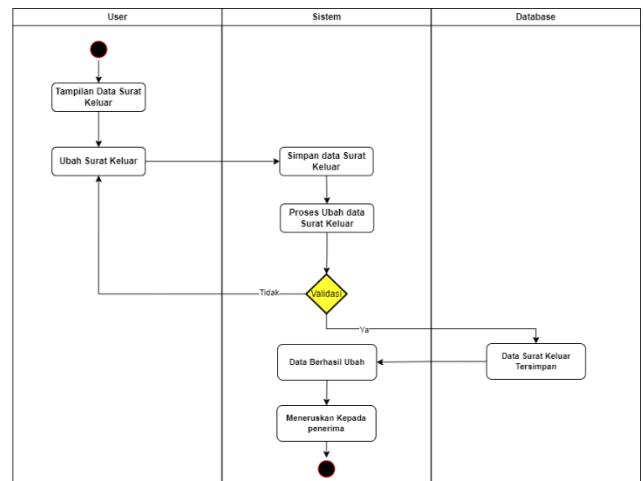 User
Sistem
Database
Tampilan Data Surat
Keluar
Ubah Surat Keluar
Simpan data Surat
Keluar
Proses Ubah data
Surat Keluar
Validasi
Tidak
Ya
Data Surat Keluar
Tersimpan
Data Berhasil Ubah
Meneruskan Kepada
penerima